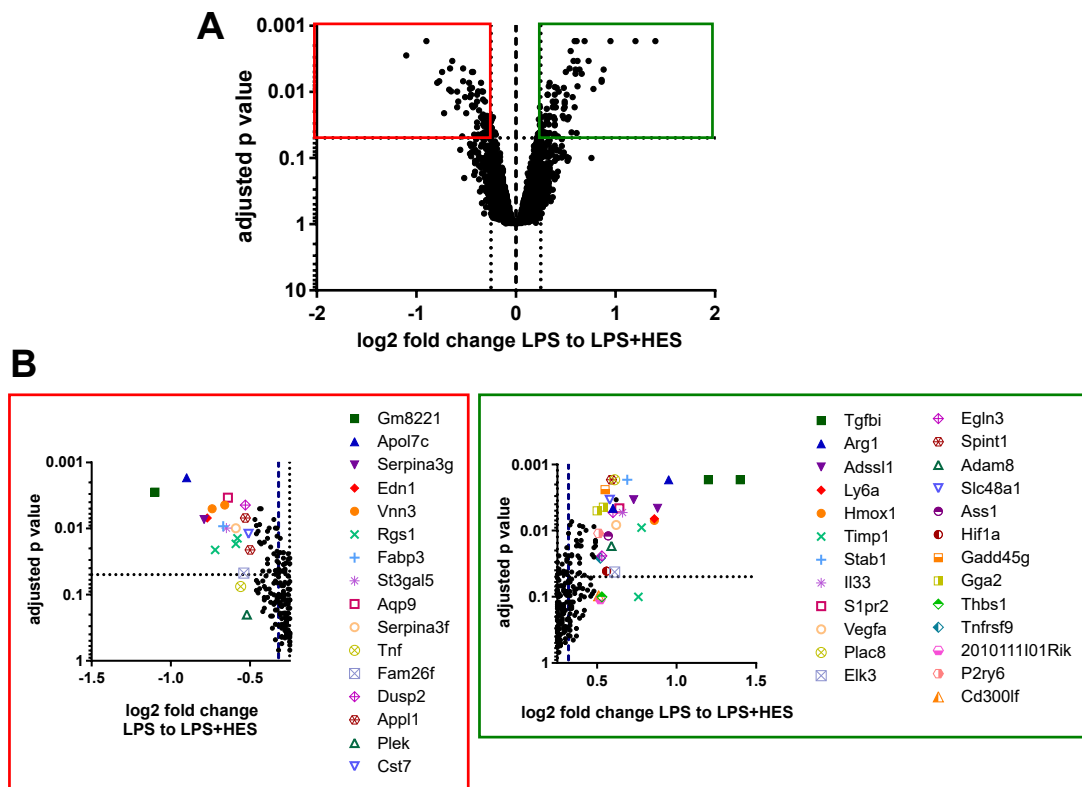 A
adjusted p value
0.001
0.01
0.1
1
10
-2
-1
0
1
2
log2 fold change LPS to LPS+HES
B
adjusted p value
0.001
0.01
0.1
1
-1.5
-1.0
-0.5
log2 fold change
LPS to LPS+HES
Gm8221
Apol7c
Serpina3g
Edn1
Vnn3
Rgs1
Fabp3
St3gal5
Aqp9
Serpina3f
Tnf
Fam26f
Dusp2
Appl1
Plek
Cst7
adjusted p value
0.001
0.01
0.1
1
0.5
1.0
1.5
log2 fold change LPS to LPS+HES
Tgfbi
Arg1
Adssl1
Ly6a
Hmox1
Timp1
Stab1
Il33
S1pr2
Vegfa
Plac8
Elk3
Egln3
Spint1
Adam8
Slc48a1
Ass1
Hif1a
Gadd45g
Gga2
Thbs1
Tnfrsf9
2010111I01Rik
P2ry6
Cd300lf